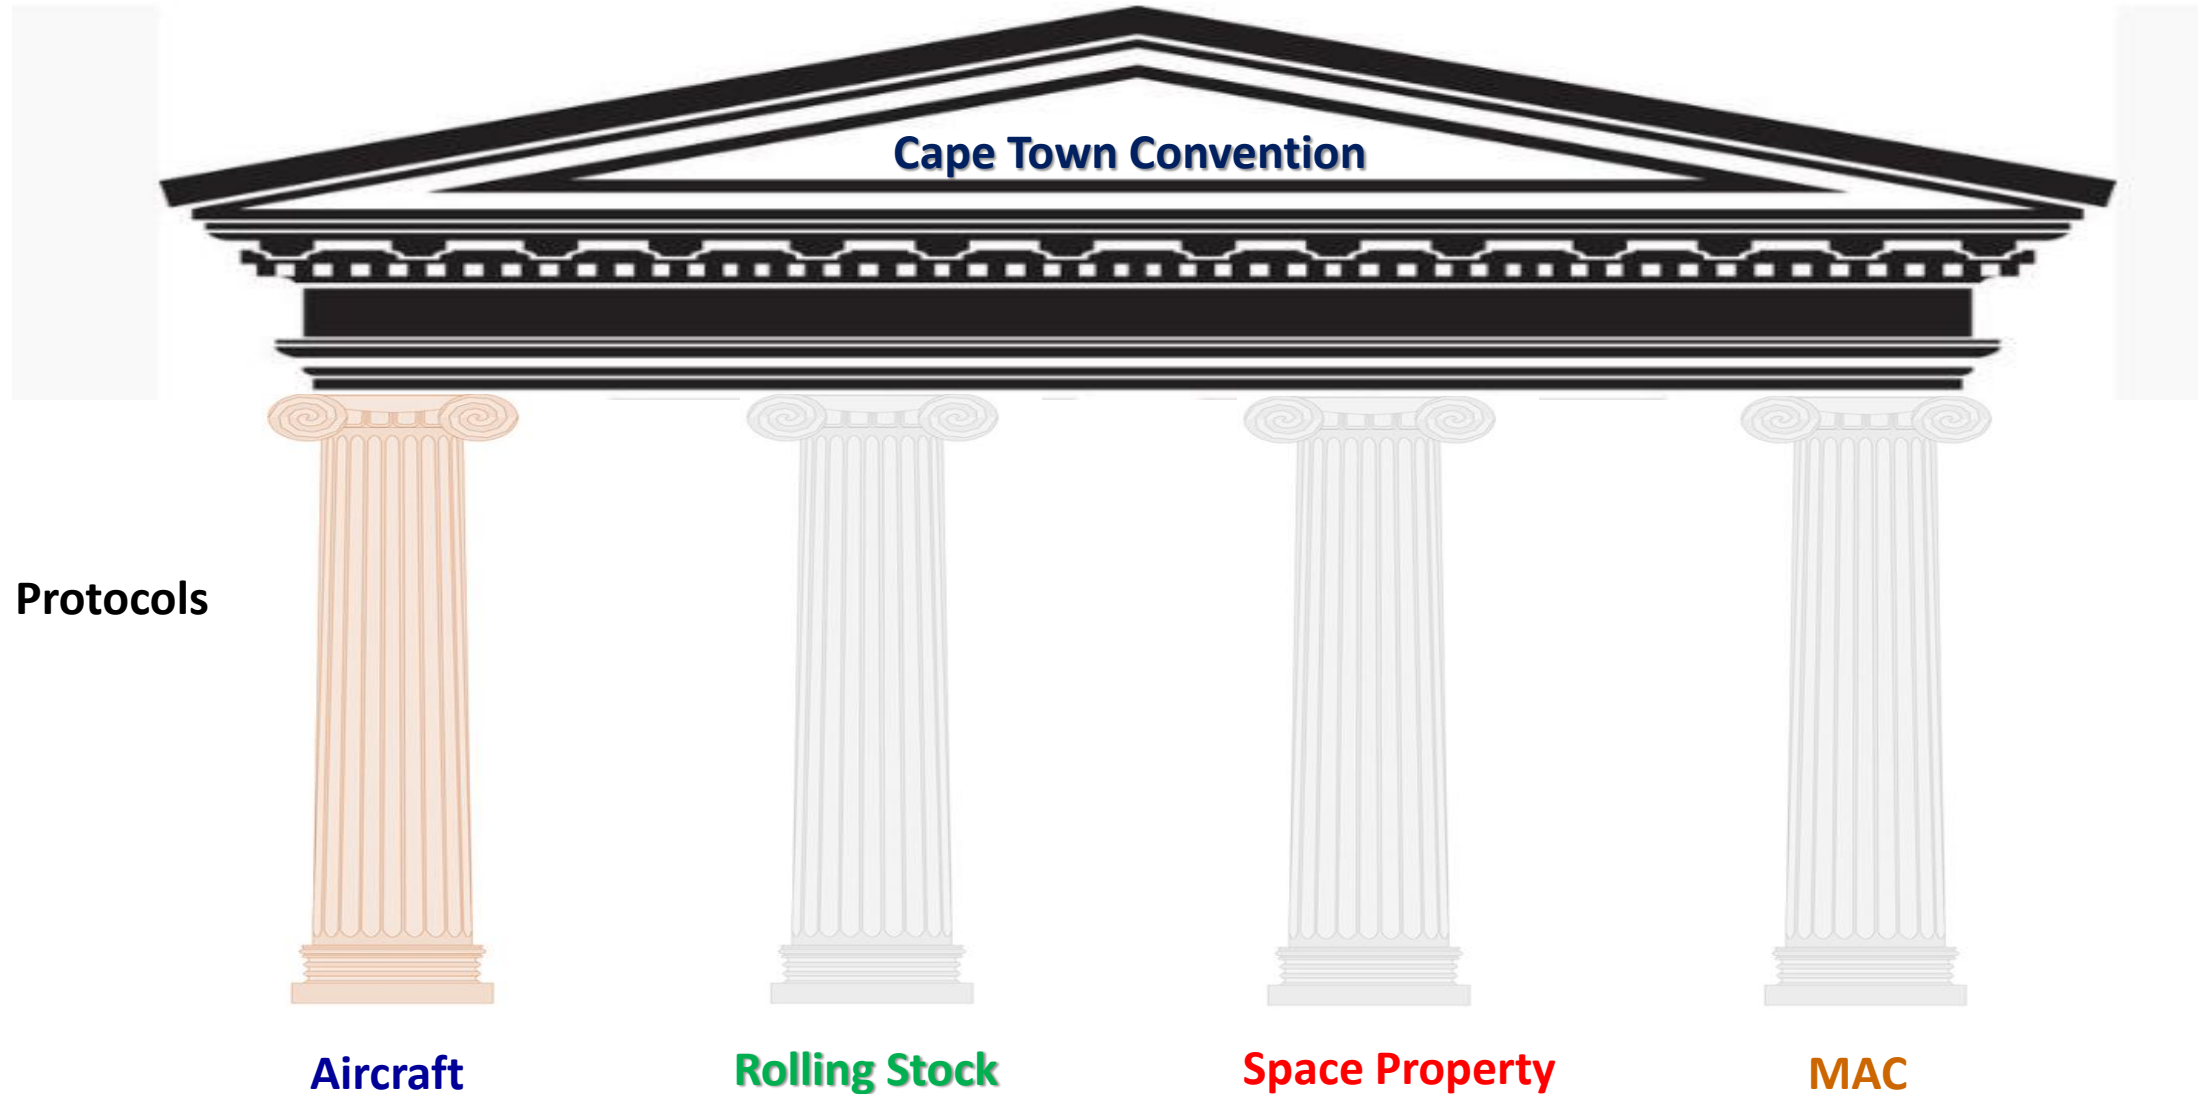 Cape Town Convention
Protocols
Aircraft
Rolling Stock
Space Property
MAC